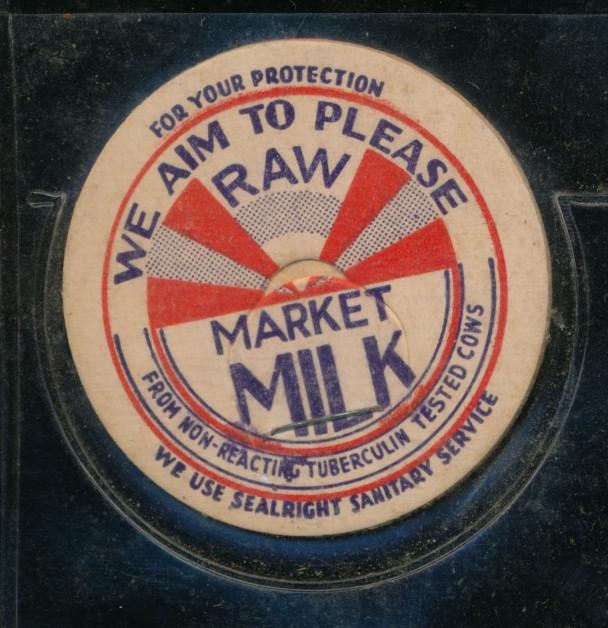 FOR YOUR PROTECTION
WE AIM TO PLEASE
RAW
MARKET
MILK
FROM NON-REACTING TUBERCULIN TESTED COWS
WE USE SEALRIGHT SANITARY SERVICE